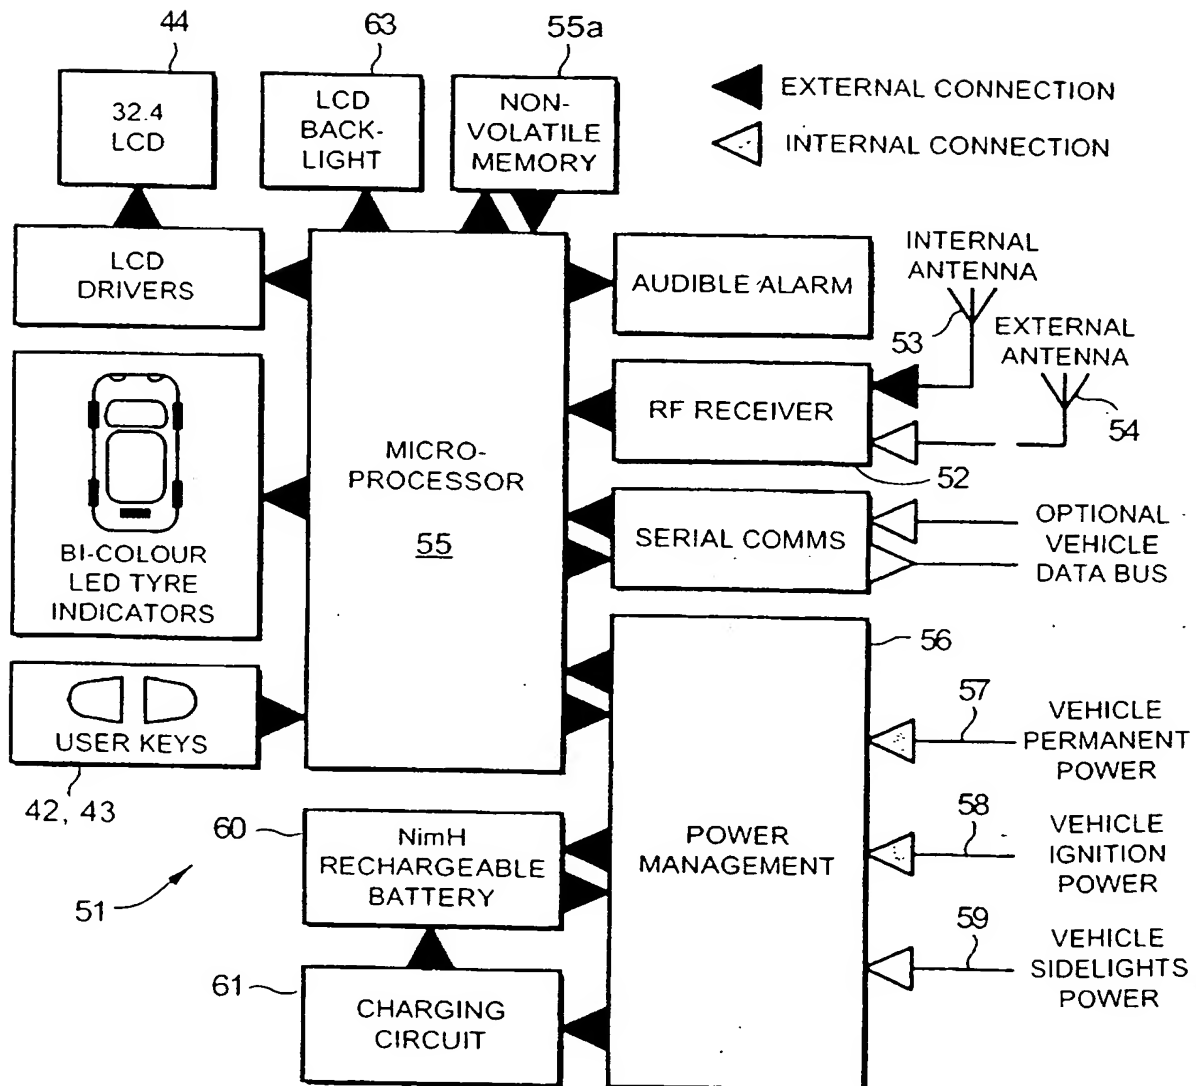 44
63
55a
32.4
LCD
LCD
BACK-
LIGHT
NON-
VOLATILE
MEMORY
EXTERNAL CONNECTION
INTERNAL CONNECTION
LCD
DRIVERS
AUDIBLE ALARM
INTERNAL
ANTENNA
53
EXTERNAL
ANTENNA
54
RF RECEIVER
52
MICRO-
PROCESSOR
55
BI-COLOUR
LED TYRE
INDICATORS
SERIAL COMMS
OPTIONAL
VEHICLE
DATA BUS
USER KEYS
42, 43
56
57
VEHICLE
PERMANENT
POWER
60
NimH
RECHARGEABLE
BATTERY
POWER
MANAGEMENT
58
VEHICLE
IGNITION
POWER
51
59
VEHICLE
SIDELIGHTS
POWER
61
CHARGING
CIRCUIT